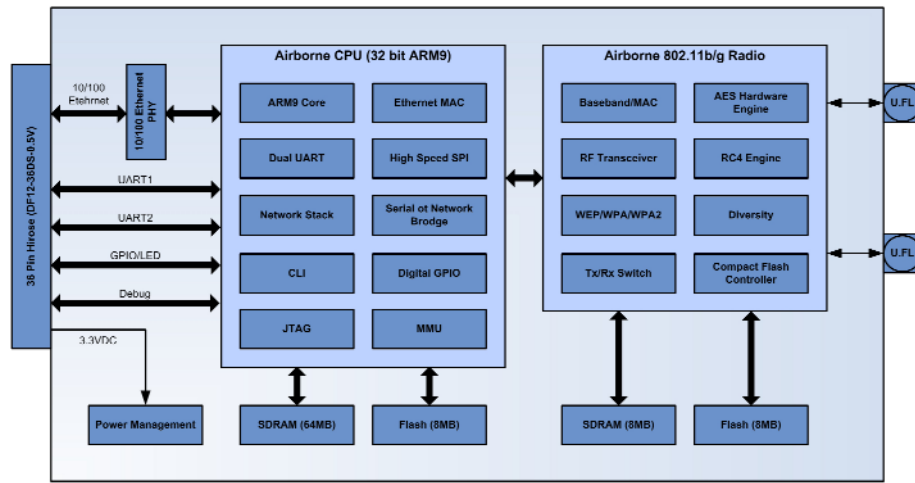 Airborne CPU (32 bit ARM9)
Airborne 802.11b/g Radio
36 Pin Hirose (DF12-36DS-0.5V)
10/100
Etehrnet
10/100 Ethernet
PHY
UART1
UART2
GPIO/LED
Debug
3.3VDC
Power Management
ARM9 Core
Ethernet MAC
Dual UART
High Speed SPI
Network Stack
Serial ot Network
Brodge
CLI
Digital GPIO
JTAG
MMU
SDRAM (64MB)
Flash (8MB)
Baseband/MAC
AES Hardware
Engine
RF Transceiver
RC4 Engine
WEP/WPA/WPA2
Diversity
Tx/Rx Switch
Compact Flash
Controller
SDRAM (8MB)
Flash (8MB)
U.FL
U.FL